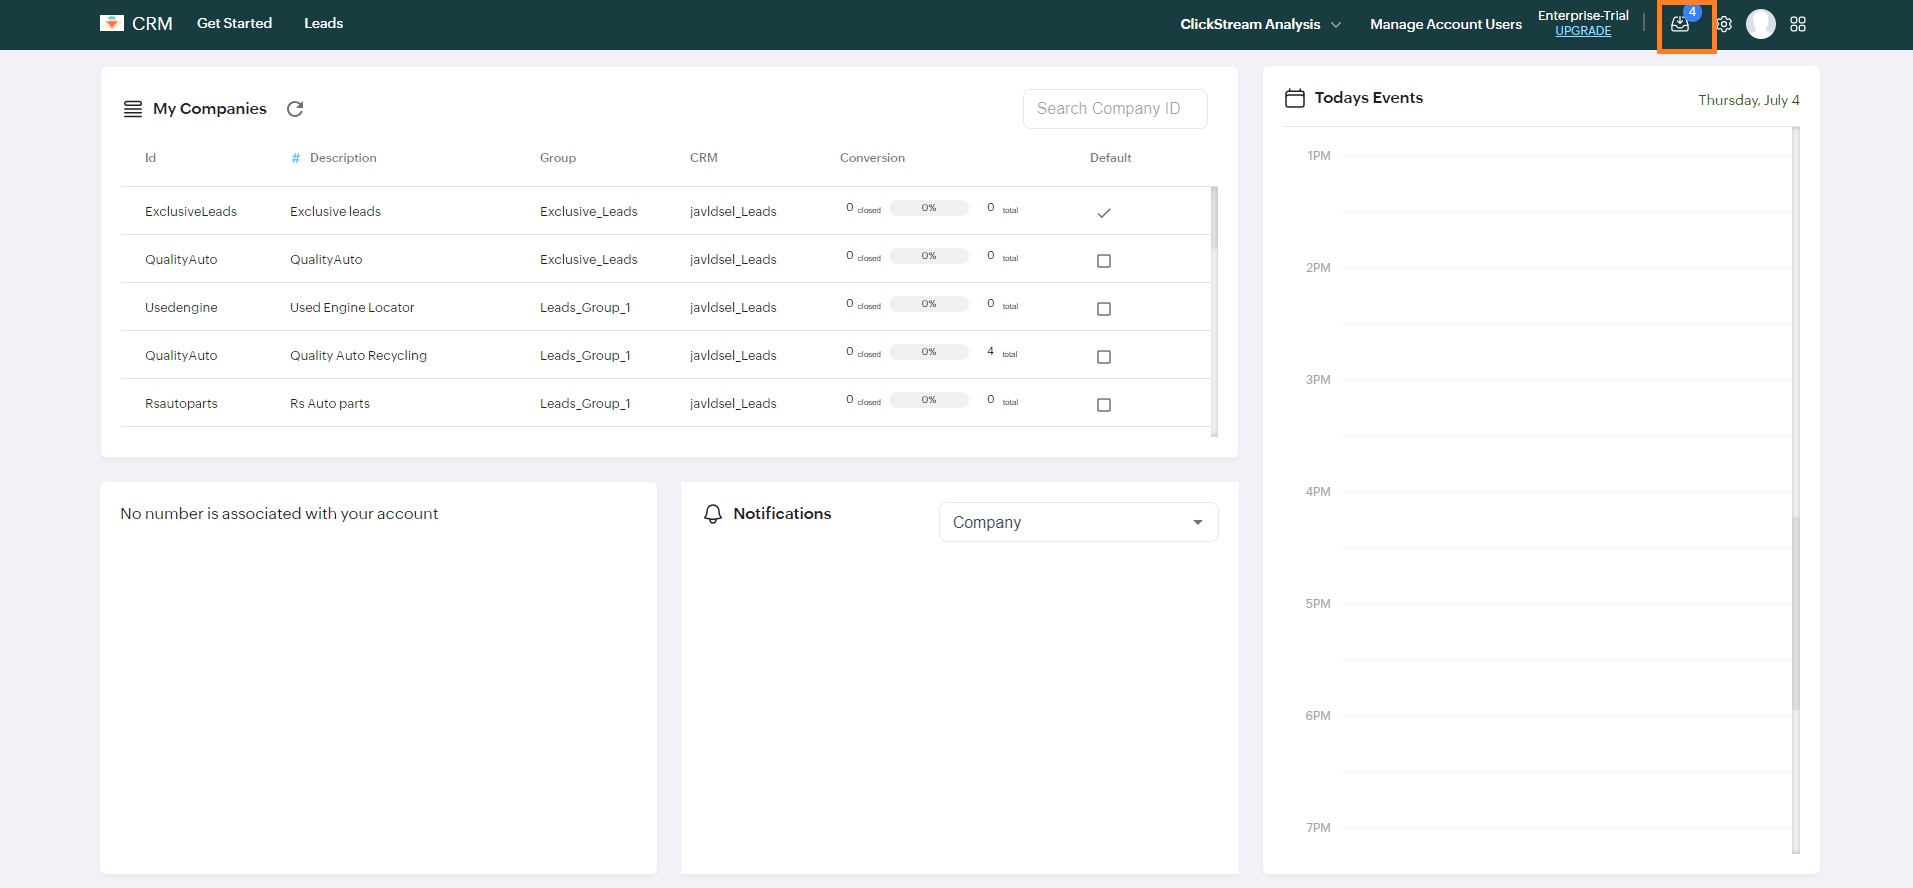 CRM Get Started Leads ClickStream Analysis Manage Account Users Enterprise-Trial 4
UPGRADE
My Companies Search Company ID
Id # Description Group CRM Conversion Default
ExclusiveLeads Exclusive leads Exclusive_Leads javldsel_Leads 0 closed 0% 0 total
QualityAuto QualityAuto Exclusive_Leads javldsel_Leads 0 closed 0% 0 total
Usedengine Used Engine Locator Leads_Group_1 javldsel_Leads 0 closed 0% 0 total
QualityAuto Quality Auto Recycling Leads_Group_1 javldsel_Leads 0 closed 0% 4 total
Rsautoparts Rs Auto parts Leads_Group_1 javldsel_Leads 0 closed 0% 0 total
No number is associated with your account
Notifications Company
Todays Events Thursday, July 4
1PM
2PM
3PM
4PM
5PM
6PM
7PM